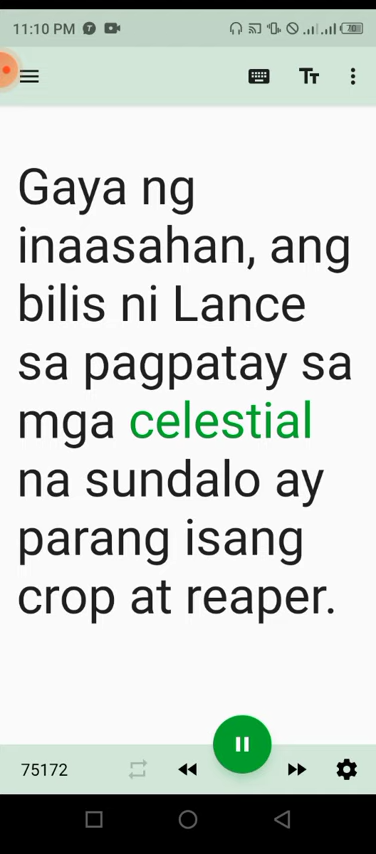 11:10 PM
70
Gaya ng
inaasahan, ang
bilis ni Lance
sa pagpatay sa
mga celestial
na sundalo ay
parang isang
crop at reaper.
75172